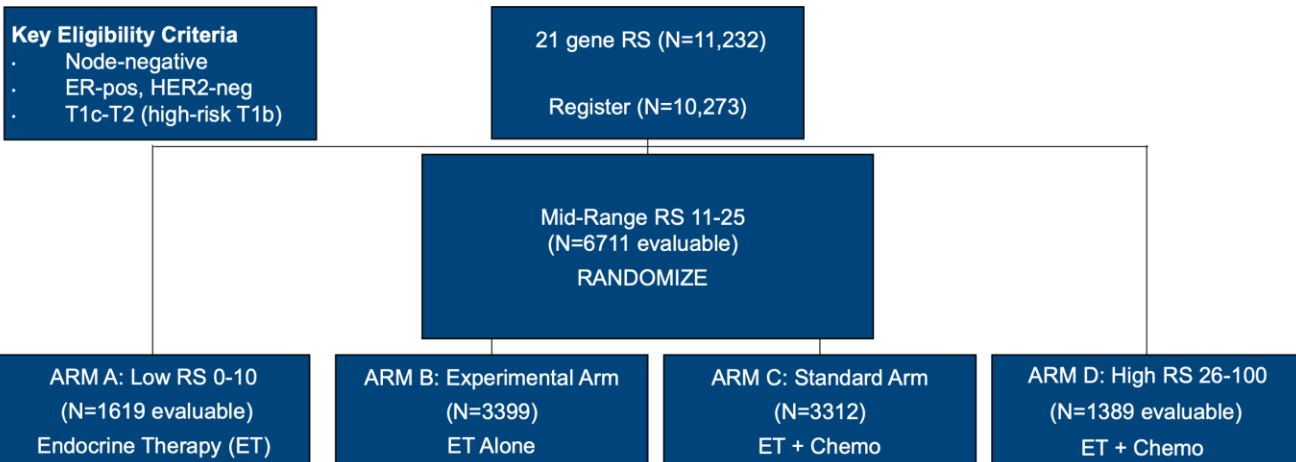 Key Eligibility Criteria
· Node-negative
· ER-pos, HER2-neg
· T1c-T2 (high-risk T1b)
21 gene RS (N=11,232)
Register (N=10,273)
Mid-Range RS 11-25
(N=6711 evaluable)
RANDOMIZE
ARM A: Low RS 0-10
(N=1619 evaluable)
Endocrine Therapy (ET)
ARM B: Experimental Arm
(N=3399)
ET Alone
ARM C: Standard Arm
(N=3312)
ET + Chemo
ARM D: High RS 26-100
(N=1389 evaluable)
ET + Chemo